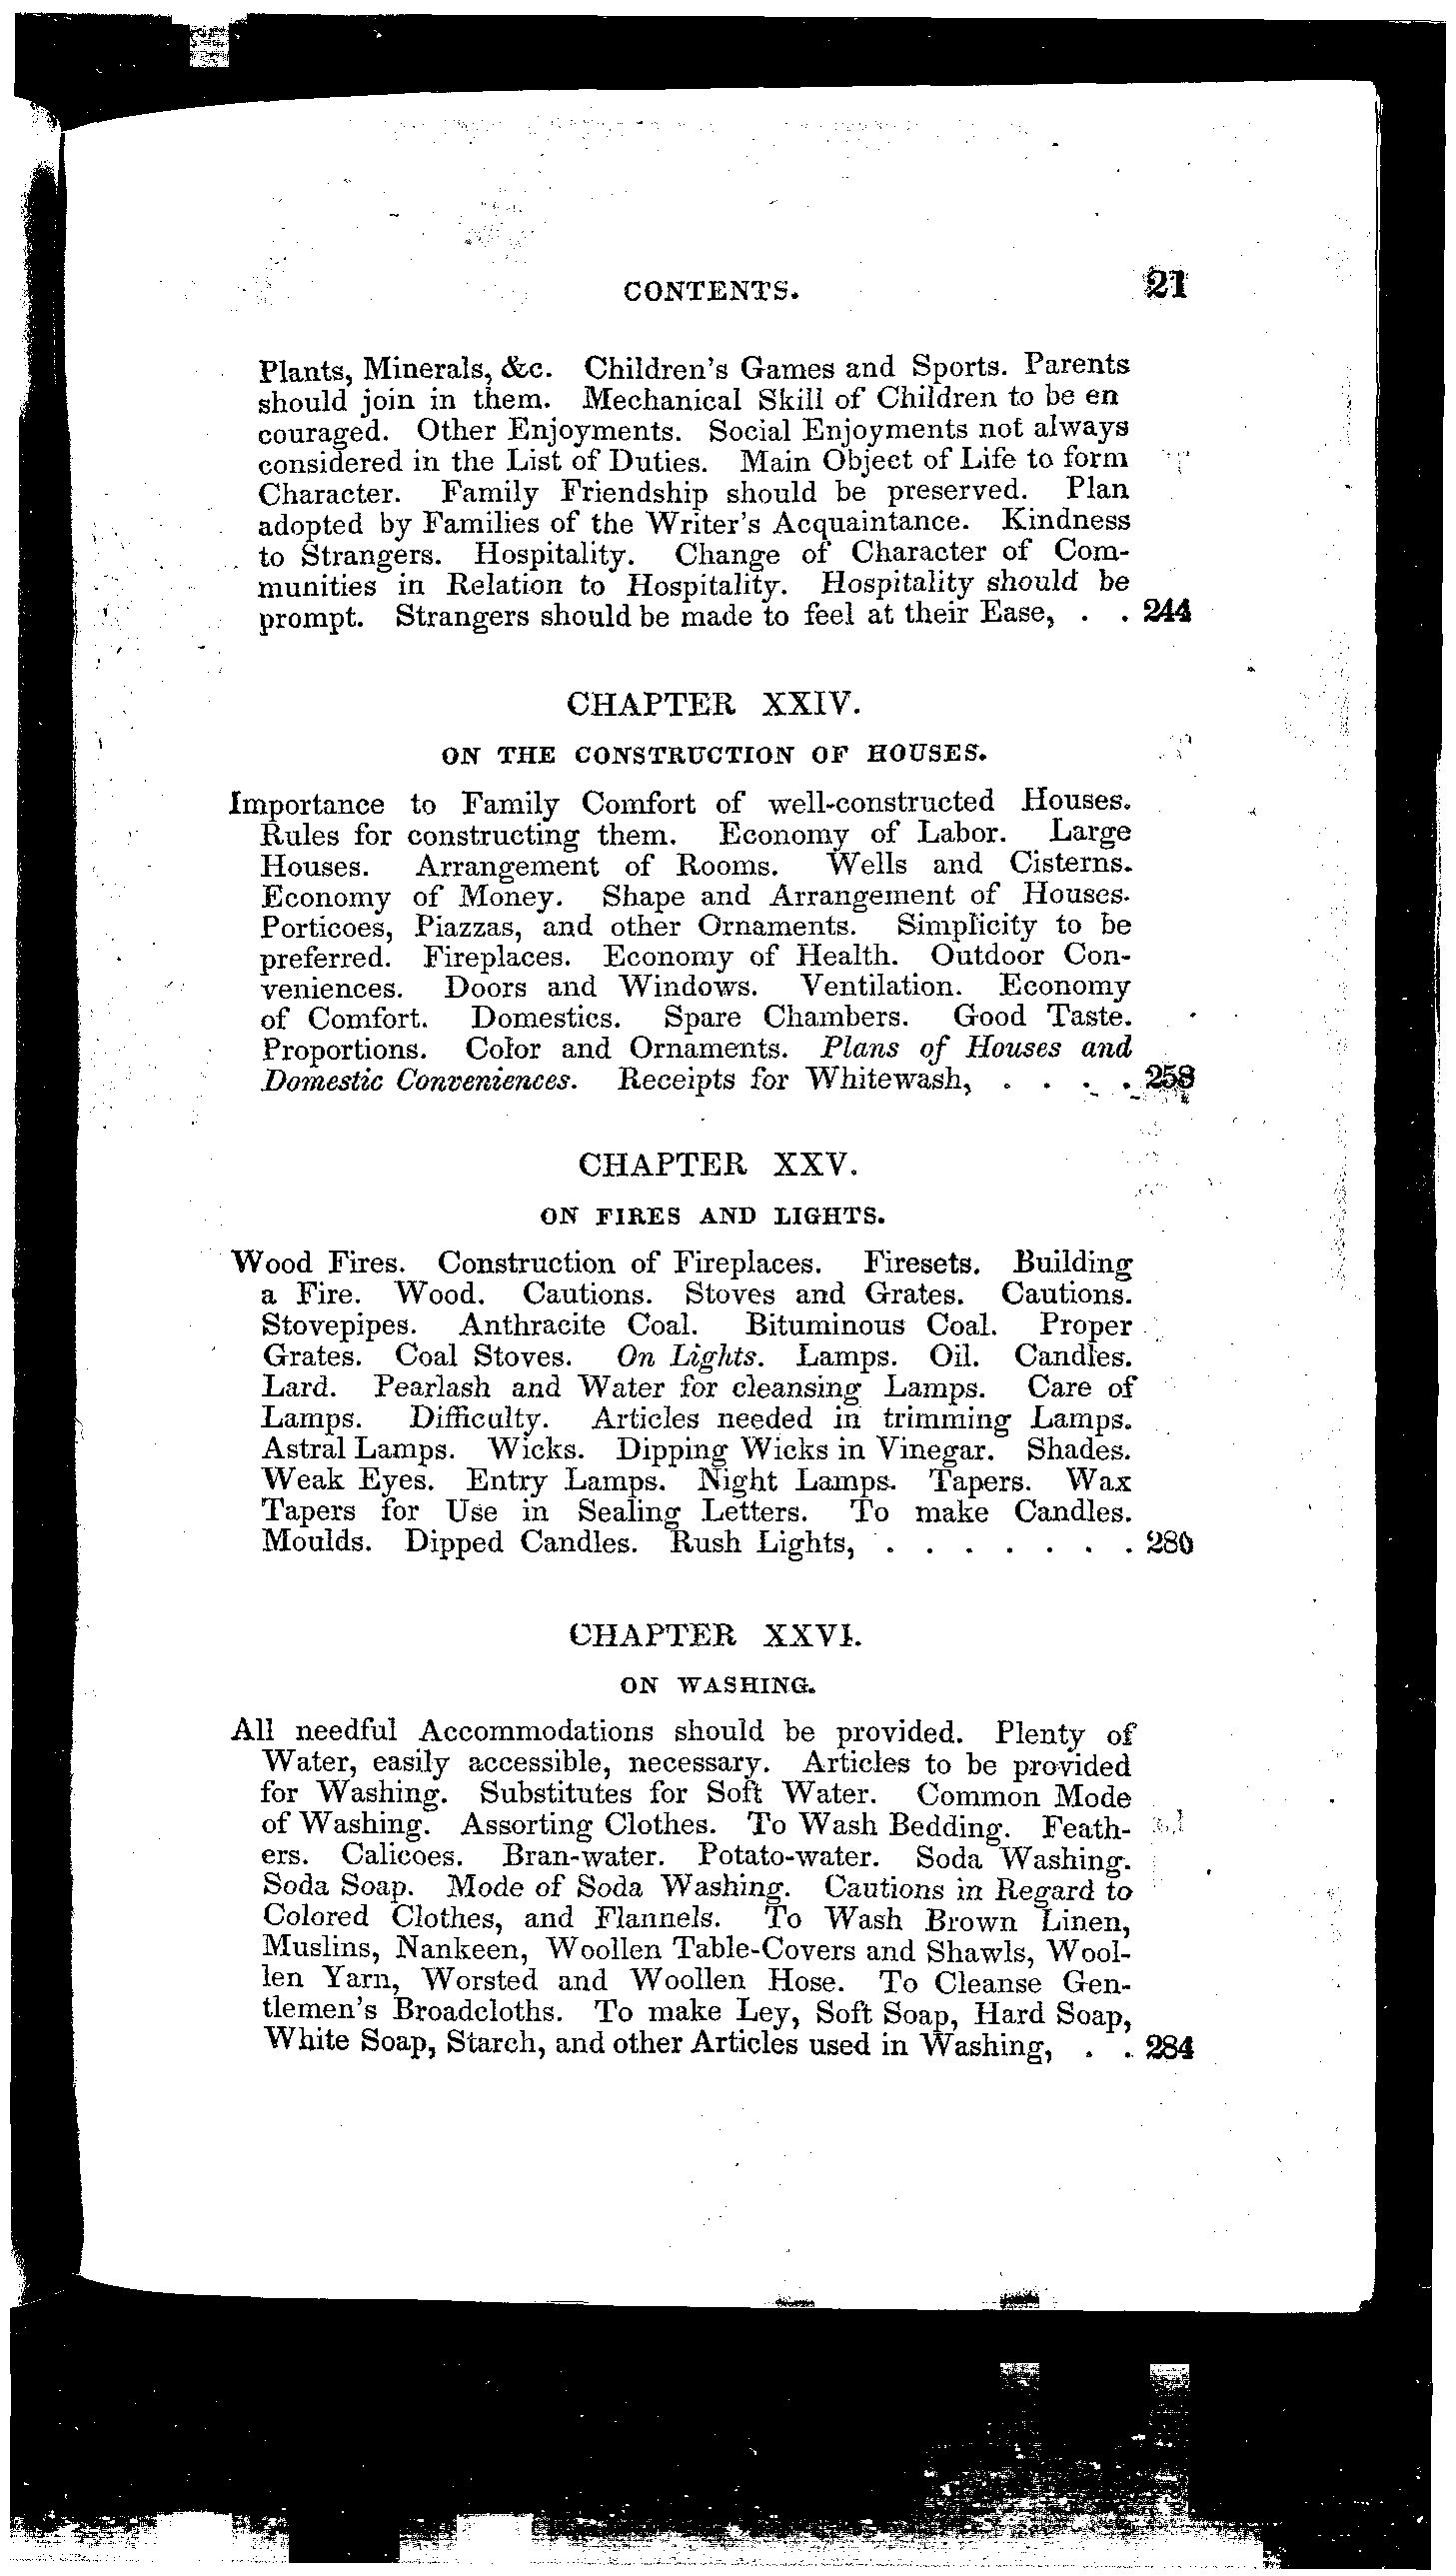 CONTENTS. 21
Plants, Minerals, &c. Children's Games and Sports. Parents
should join in them. Mechanical Skill of Children to be en
couraged. Other Enjoyments. Social Enjoyments not always
considered in the List of Duties. Main Object of Life to form
Character. Family Friendship should be preserved. Plan
adopted by Families of the Writer's Acquaintance. Kindness
to Strangers. Hospitality. Change of Character of Com-
munities in Relation to Hospitality. Hospitality should be
prompt. Strangers should be made to feel at their Ease, . . 244
CHAPTER XXIV.
ON THE CONSTRUCTION OF HOUSES.
Importance to Family Comfort of well-constructed Houses.
Rules for constructing them. Economy of Labor. Large
Houses. Arrangement of Rooms. Wells and Cisterns.
Economy of Money. Shape and Arrangement of Houses.
Porticoes, Piazzas, and other Ornaments. Simplicity to be
preferred. Fireplaces. Economy of Health. Outdoor Con-
veniences. Doors and Windows. Ventilation. Economy
of Comfort. Domestics. Spare Chambers. Good Taste.
Proportions. Color and Ornaments. Plans of Houses and
Domestic Conveniences. Receipts for Whitewash, . . . . 258
CHAPTER XXV.
ON FIRES AND LIGHTS.
Wood Fires. Construction of Fireplaces. Firesets. Building
a Fire. Wood. Cautions. Stoves and Grates. Cautions.
Stovepipes. Anthracite Coal. Bituminous Coal. Proper
Grates. Coal Stoves. On Lights. Lamps. Oil. Candles.
Lard. Pearlash and Water for cleansing Lamps. Care of
Lamps. Difficulty. Articles needed in trimming Lamps.
Astral Lamps. Wicks. Dipping Wicks in Vinegar. Shades.
Weak Eyes. Entry Lamps. Night Lamps. Tapers. Wax
Tapers for Use in Sealing Letters. To make Candles.
Moulds. Dipped Candles. Rush Lights, . . . . . . . 280
CHAPTER XXVI.
ON WASHING.
All needful Accommodations should be provided. Plenty of
Water, easily accessible, necessary. Articles to be provided
for Washing. Substitutes for Soft Water. Common Mode
of Washing. Assorting Clothes. To Wash Bedding. Feath-
ers. Calicoes. Bran-water. Potato-water. Soda Washing.
Soda Soap. Mode of Soda Washing. Cautions in Regard to
Colored Clothes, and Flannels. To Wash Brown Linen,
Muslins, Nankeen, Woollen Table-Covers and Shawls, Wool-
len Yarn, Worsted and Woollen Hose. To Cleanse Gen-
tlemen's Broadcloths. To make Ley, Soft Soap, Hard Soap,
White Soap, Starch, and other Articles used in Washing, . . 284